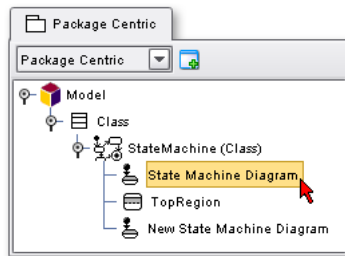 Package Centric
Package Centric
Model
Class
StateMachine (Class)
State Machine Diagram
TopRegion
New State Machine Diagram